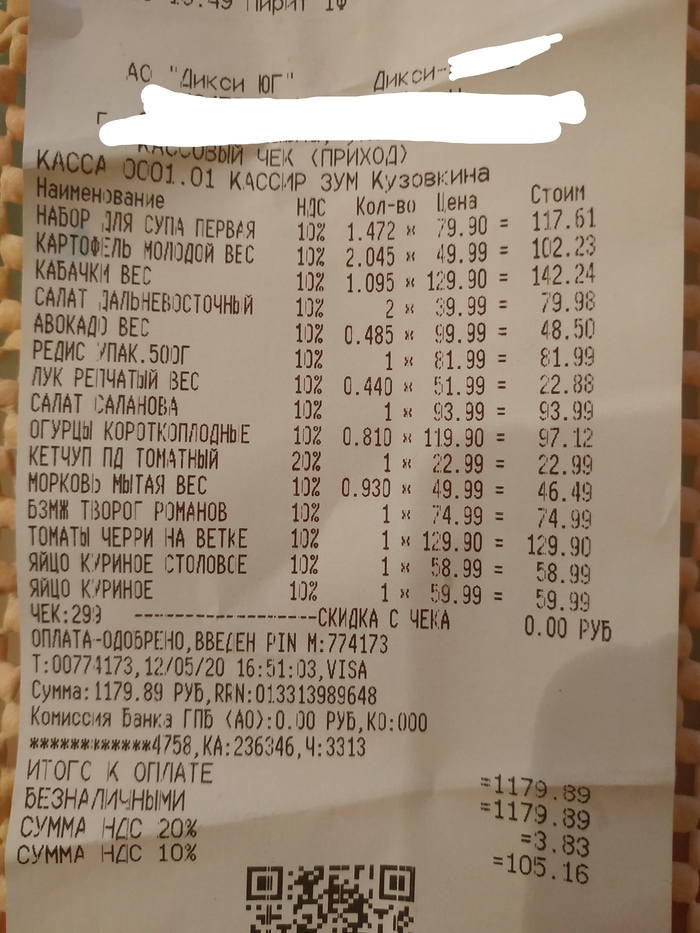 15.49 Пирит 1Ф
АО "Дикси ЮГ" Дикси-
Г
КАССОВЫЙ ЧЕК (ПРИХОД)
КАССА 0001.01 КАССИР ЗУМ Кузовкина
Наименование НДС Кол-во Цена Стоим
НАБОР ДЛЯ СУПА ПЕРВАЯ 10% 1.472 * 79.90 = 117.61
КАРТОФЕЛЬ МОЛОДОЙ ВЕС 10% 2.045 * 49.99 = 102.23
КАБАЧКИ ВЕС 10% 1.095 * 129.90 = 142.24
САЛАТ ДАЛЬНЕВОСТОЧНЫЙ 10% 2 * 39.99 = 79.98
АВОКАДО ВЕС 10% 0.485 * 99.99 = 48.50
РЕДИС УПАК.500Г 10% 1 * 81.99 = 81.99
ЛУК РЕПЧАТЫЙ ВЕС 10% 0.440 * 51.99 = 22.88
САЛАТ САЛАНОВА 10% 1 * 93.99 = 93.99
ОГУРЦЫ КОРОТКОПЛОДНЫЕ 10% 0.810 * 119.90 = 97.12
КЕТЧУП ПД ТОМАТНЫЙ 20% 1 * 22.99 = 22.99
МОРКОВЬ МЫТАЯ ВЕС 10% 0.930 * 49.99 = 46.49
БЗМЖ ТВОРОГ РОМАНОВ 10% 1 * 74.99 = 74.99
ТОМАТЫ ЧЕРРИ НА ВЕТКЕ 10% 1 * 129.90 = 129.90
ЯЙЦО КУРИНОЕ СТОЛОВОЕ 10% 1 * 58.99 = 58.99
ЯЙЦО КУРИНОЕ 10% 1 * 59.99 = 59.99
ЧЕК:299 ------------------СКИДКА С ЧЕКА 0.00 РУБ
ОПЛАТА-ОДОБРЕНО,ВВЕДЕН PIN М:774173
Т:00774173,12/05/20 16:51:03,VISA
Сумма:1179.89 РУБ,RRN:013313989648
Комиссия Банка ГПБ (АО):0.00 РУБ,КО:000
************4758,КА:236346,Ч:3313
ИТОГО К ОПЛАТЕ =1179.89
БЕЗНАЛИЧНЫМИ =1179.89
СУММА НДС 20% =3.83
СУММА НДС 10% =105.16